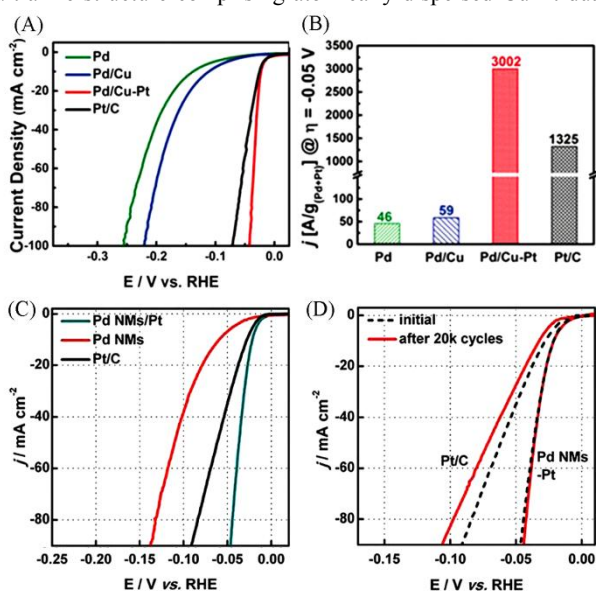 (A)
Pd
Pd/Cu
Pd/Cu-Pt
Pt/C
Current Density (mA cm-2)
0
-20
-40
-60
-80
-100
-0.3
-0.2
-0.1
0.0
E / V vs. RHE
(B)
j [A/g(Pd+Pt)] @ η = -0.05 V
3500
3000
2500
2000
1500
1000
100
50
0
46
59
3002
1325
Pd
Pd/Cu
Pd/Cu-Pt
Pt/C
(C)
Pd NMs/Pt
Pd NMs
Pt/C
j / mA cm-2
0
-20
-40
-60
-80
-0.25
-0.20
-0.15
-0.10
-0.05
0.00
E / V vs. RHE
(D)
initial
after 20k cycles
Pt/C
Pd NMs
-Pt
j / mA cm-2
0
-20
-40
-60
-80
-0.15
-0.10
-0.05
0.00
E / V vs. RHE